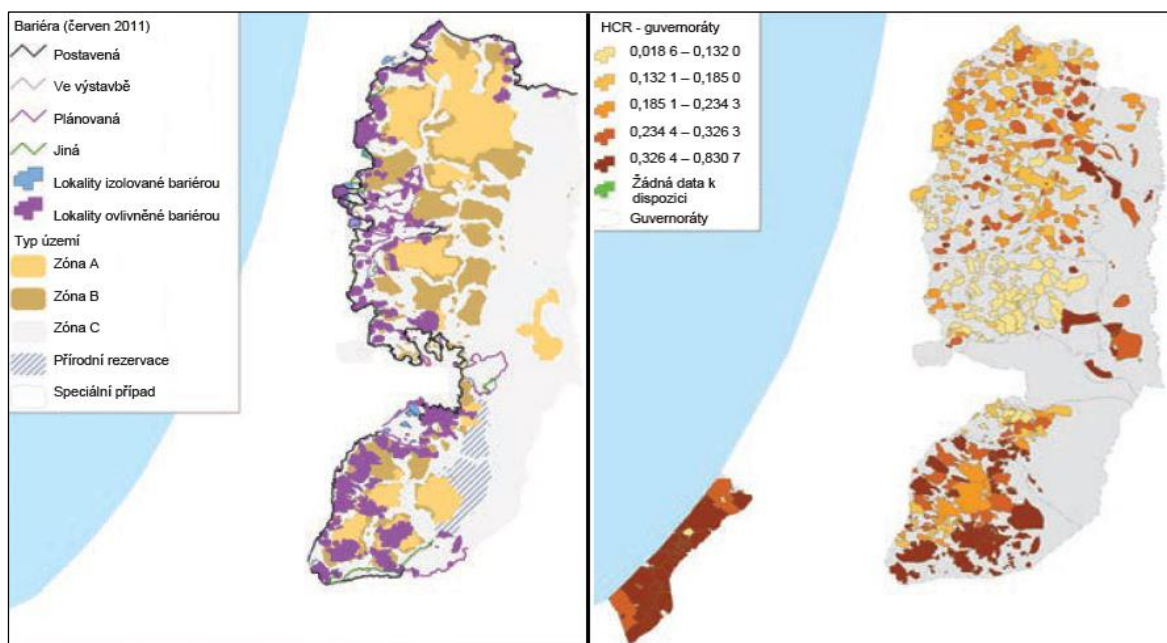 Bariéra (červen 2011)
Postavená
Ve výstavbě
Plánovaná
Jiná
Lokality izolované bariérou
Lokality ovlivněné bariérou
Typ území
Zóna A
Zóna B
Zóna C
Přírodní rezervace
Speciální případ
HCR - guvernoráty
0,018 6 – 0,132 0
0,132 1 – 0,185 0
0,185 1 – 0,234 3
0,234 4 – 0,326 3
0,326 4 – 0,830 7
Žádná data k
dispozici
Guvernoráty